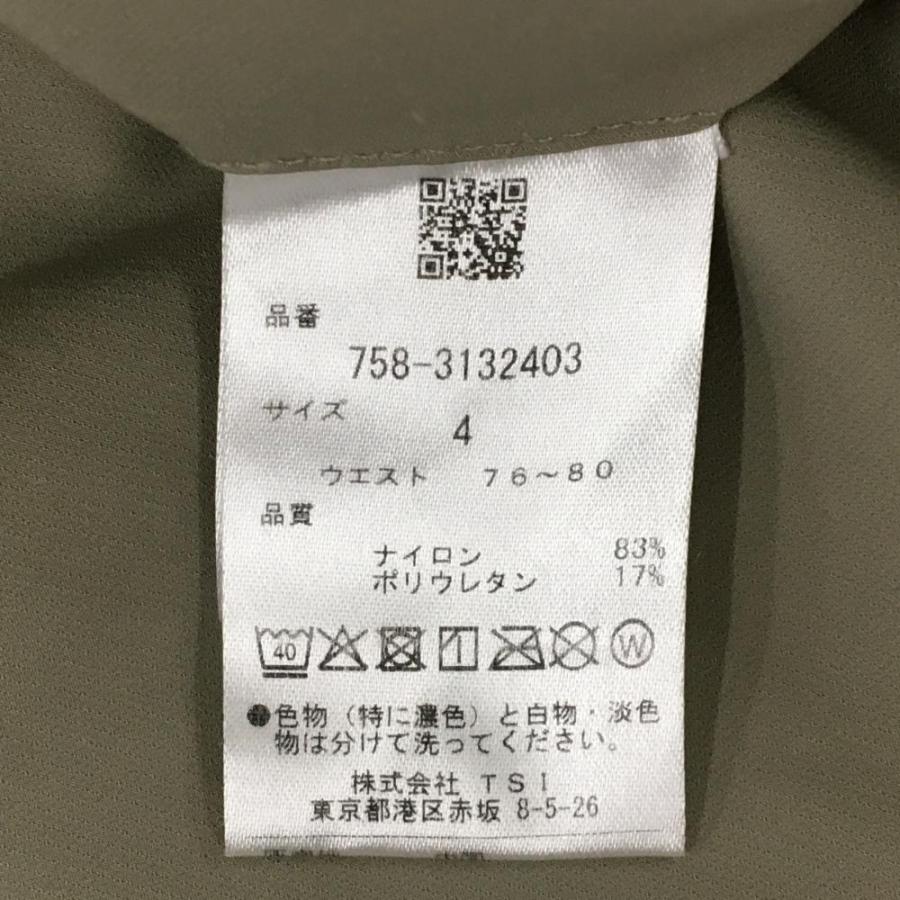 品番
758-3132403
サイズ
4
ウエスト 76～80
品質
ナイロン 83%
ポリウレタン 17%
40 W
●色物（特に濃色）と白物・淡色
物は分けて洗ってください。
株式会社 TSI
東京都港区赤坂 8-5-26